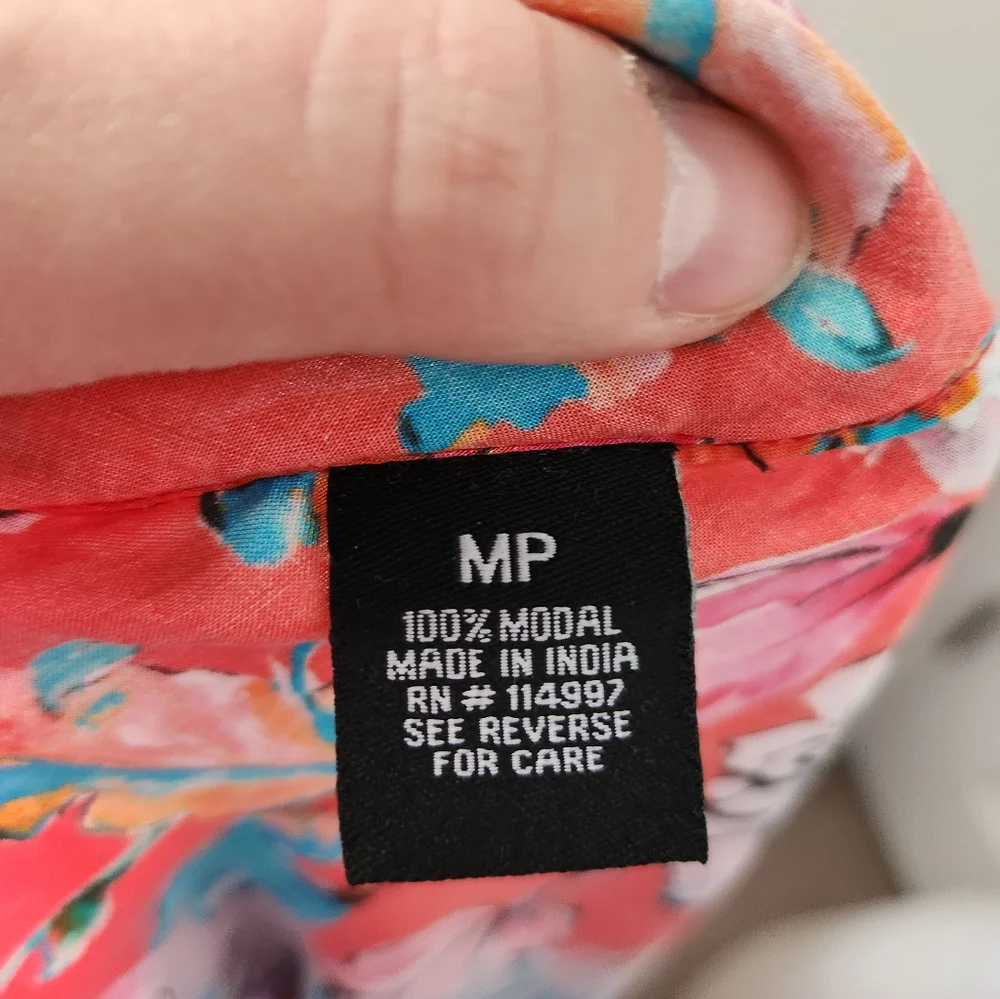 MP
100% MODAL
MADE IN INDIA
RN # 114997
SEE REVERSE
FOR CARE